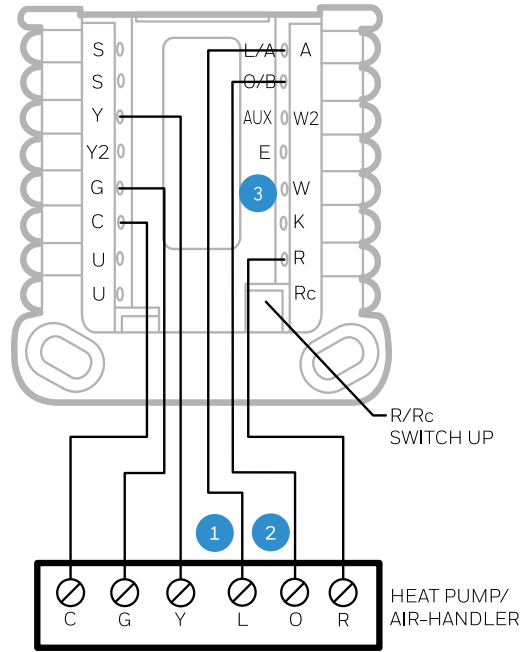 S L/A A
S O/B
Y AUX W2
Y2 E
G 3 W
C K
U R
U Rc
R/Rc
SWITCH UP
1 2
C G Y L O R
HEAT PUMP/
AIR-HANDLER